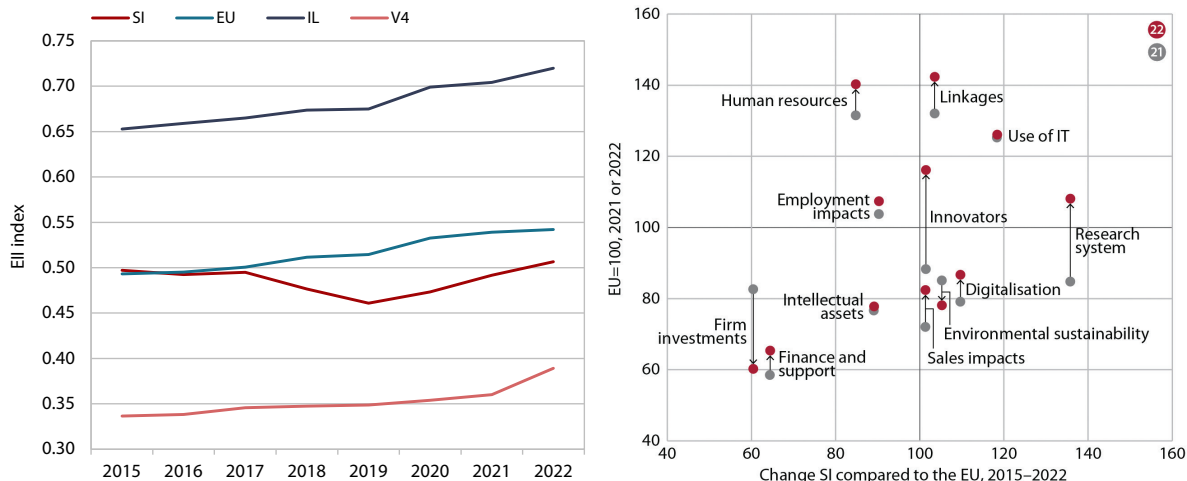 SI EU IL V4
EII index
0.75
0.70
0.65
0.60
0.55
0.50
0.45
0.40
0.35
0.30
2015 2016 2017 2018 2019 2020 2021 2022
EU=100, 2021 or 2022
160
140
120
100
80
60
40
22
21
Human resources
Linkages
Use of IT
Employment
impacts
Innovators
Research
system
Intellectual
assets
Digitalisation
Firm
investments
Environmental sustainability
Finance and
support
Sales impacts
40 60 80 100 120 140 160
Change SI compared to the EU, 2015–2022